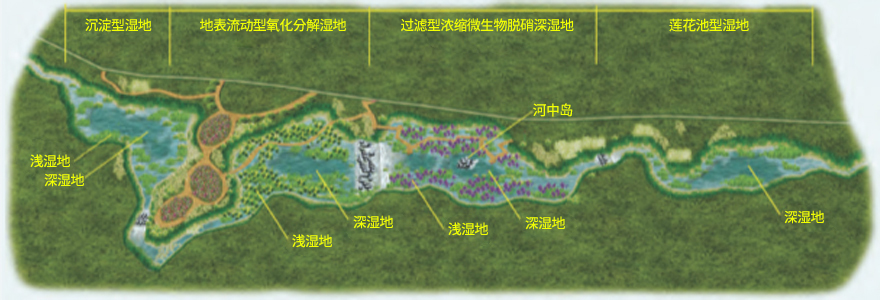 沉淀型湿地
地表流动型氧化分解湿地
过滤型浓缩微生物脱硝深湿地
莲花池型湿地
河中岛
浅湿地
深湿地
深湿地
浅湿地
深湿地
浅湿地
深湿地